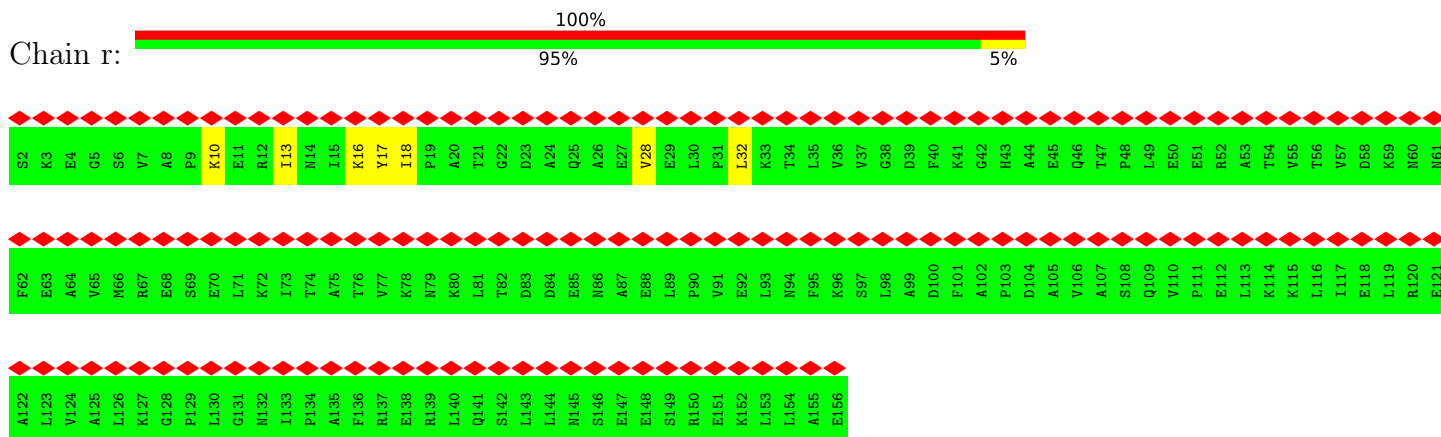 100%
Chain r:
95% 5%
S2 K3 E4 G5 S6 V7 A8 P9 K10 E11 R12 I13 N14 I15 K16 Y17 I18 P19 A20 T21 G22 D23 A24 Q25 A26 E27 V28 E29 L30 P31 L32 K33 T34 L35 V36 V37 G38 D39 F40 K41 G42 H43 A44 E45 Q46 T47 P48 L49 E50 E51 R52 A53 T54 V55 T56 V57 D58 K59 N60 N61
F62 E63 A64 V65 M66 R67 E68 S69 E70 L71 K72 I73 T74 A75 T76 V77 K78 N79 K80 L81 T82 D83 D84 E85 N86 A87 E88 L89 P90 V91 E92 L93 N94 F95 K96 S97 L98 A99 D100 F101 A102 P103 D104 A105 V106 A107 S108 Q109 V110 P111 E112 L113 K114 K115 L116 I117 E118 L119 R120 E121
A122 L123 V124 A125 L126 K127 G128 P129 L130 G131 N132 I133 P134 A135 F136 R137 E138 R139 L140 Q141 S142 L143 L144 N145 S146 E147 E148 S149 R150 E151 K152 L153 L154 A155 E156